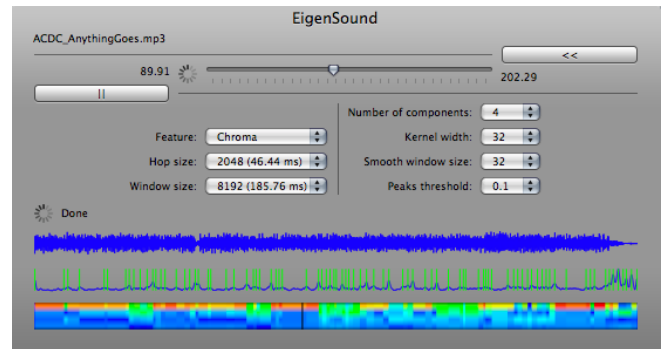 EigenSound
ACDC_AnythingGoes.mp3
<<
89.91
202.29
||
Number of components: 4
Feature: Chroma
Kernel width: 32
Hop size: 2048 (46.44 ms)
Smooth window size: 32
Window size: 8192 (185.76 ms)
Peaks threshold: 0.1
Done